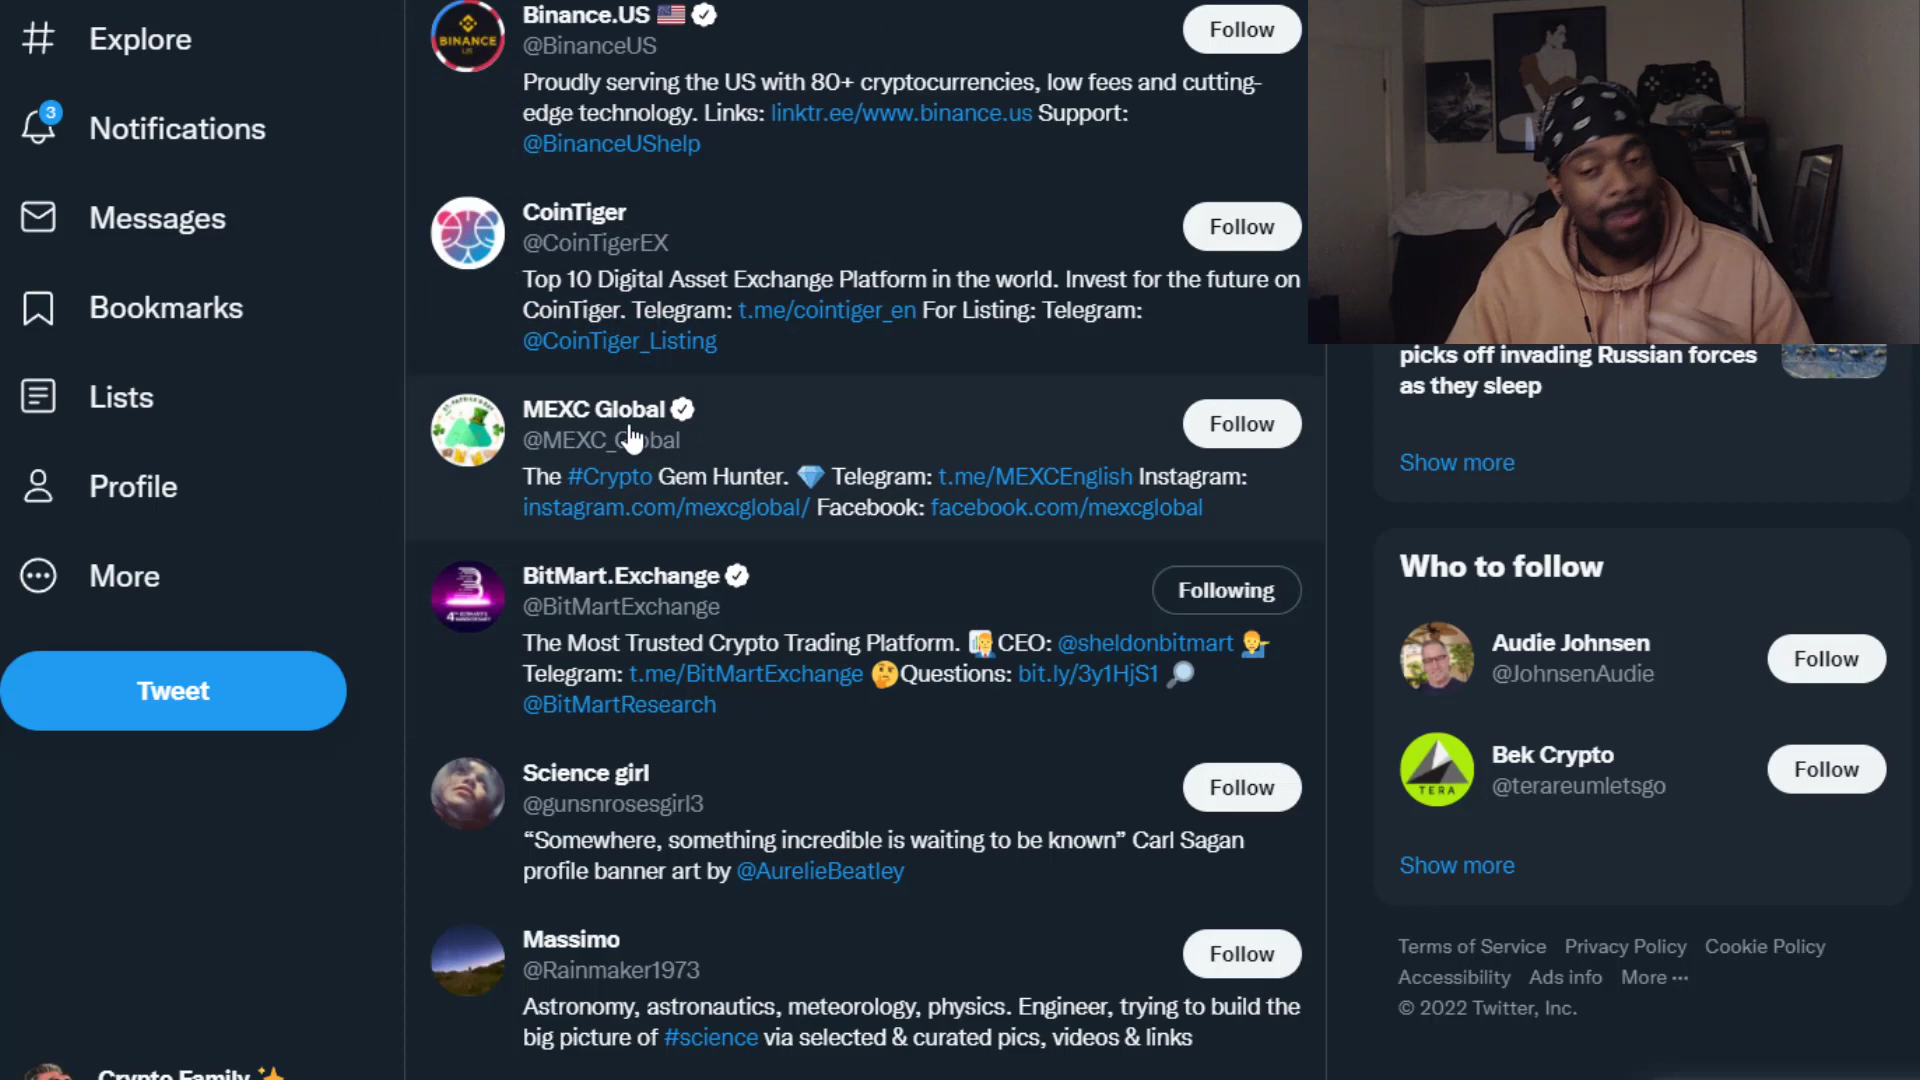 Explore
3
Notifications
Messages
Bookmarks
Lists
Profile
More
Tweet
Crypto Family
BINANCE
US
Binance.US
@BinanceUS
Follow
Proudly serving the US with 80+ cryptocurrencies, low fees and cutting-
edge technology. Links: linktr.ee/www.binance.us Support:
@BinanceUShelp
CoinTiger
@CoinTigerEX
Follow
Top 10 Digital Asset Exchange Platform in the world. Invest for the future on
CoinTiger. Telegram: t.me/cointiger_en For Listing: Telegram:
@CoinTiger_Listing
MEXC Global
@MEXC_Global
Follow
The #Crypto Gem Hunter. 💎 Telegram: t.me/MEXCEnglish Instagram:
instagram.com/mexcglobal/ Facebook: facebook.com/mexcglobal
BitMart.Exchange
@BitMartExchange
Following
The Most Trusted Crypto Trading Platform. CEO: @sheldonbitmart
Telegram: t.me/BitMartExchange 🤔Questions: bit.ly/3y1HjS1 🔎
@BitMartResearch
Science girl
@gunsnrosesgirl3
Follow
“Somewhere, something incredible is waiting to be known” Carl Sagan
profile banner art by @AurelieBeatley
Massimo
@Rainmaker1973
Follow
Astronomy, astronautics, meteorology, physics. Engineer, trying to build the
big picture of #science via selected & curated pics, videos & links
picks off invading Russian forces
as they sleep
Show more
Who to follow
Audie Johnsen
@JohnsenAudie
Follow
TERA
Bek Crypto
@terareumletsgo
Follow
Show more
Terms of Service Privacy Policy Cookie Policy
Accessibility Ads info More ···
© 2022 Twitter, Inc.